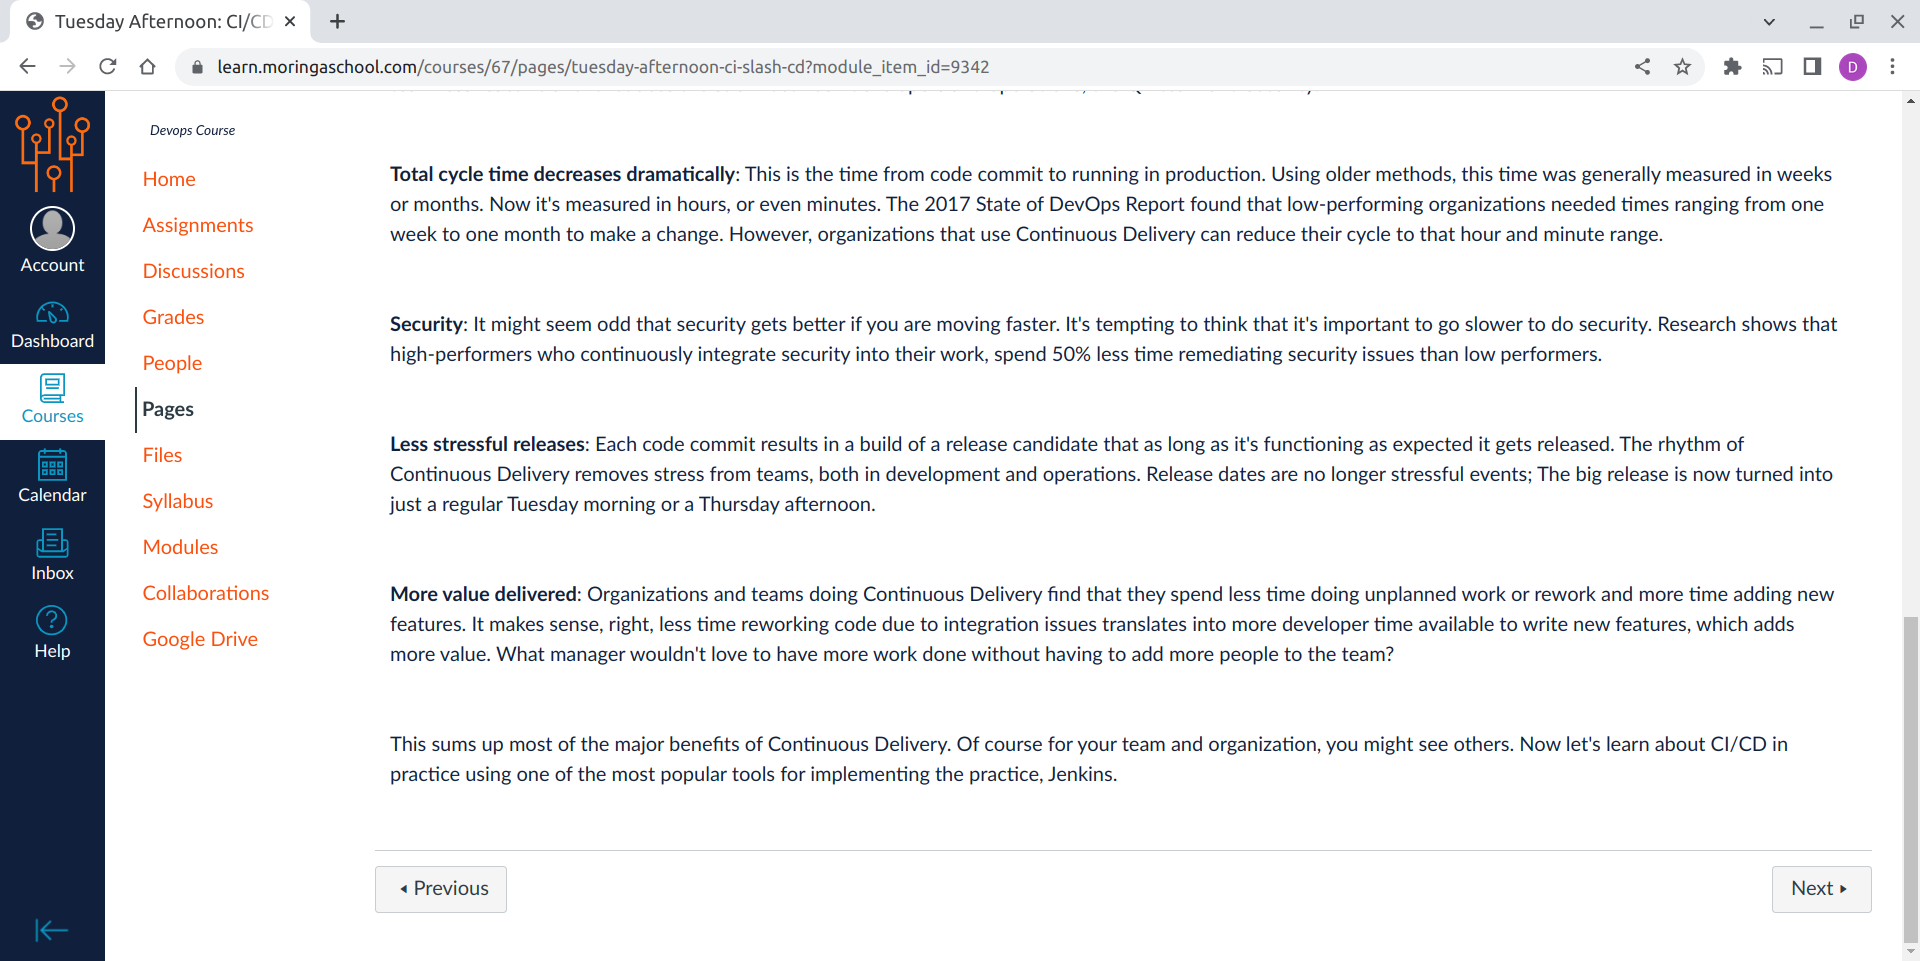 Tuesday Afternoon: CI/CD
learn.moringaschool.com/courses/67/pages/tuesday-afternoon-ci-slash-cd?module_item_id=9342
D
Account
Dashboard
Courses
Calendar
Inbox
Help
Devops Course
Home
Assignments
Discussions
Grades
People
Pages
Files
Syllabus
Modules
Collaborations
Google Drive
Total cycle time decreases dramatically: This is the time from code commit to running in production. Using older methods, this time was generally measured in weeks
or months. Now it's measured in hours, or even minutes. The 2017 State of DevOps Report found that low-performing organizations needed times ranging from one
week to one month to make a change. However, organizations that use Continuous Delivery can reduce their cycle to that hour and minute range.
Security: It might seem odd that security gets better if you are moving faster. It's tempting to think that it's important to go slower to do security. Research shows that
high-performers who continuously integrate security into their work, spend 50% less time remediating security issues than low performers.
Less stressful releases: Each code commit results in a build of a release candidate that as long as it's functioning as expected it gets released. The rhythm of
Continuous Delivery removes stress from teams, both in development and operations. Release dates are no longer stressful events; The big release is now turned into
just a regular Tuesday morning or a Thursday afternoon.
More value delivered: Organizations and teams doing Continuous Delivery find that they spend less time doing unplanned work or rework and more time adding new
features. It makes sense, right, less time reworking code due to integration issues translates into more developer time available to write new features, which adds
more value. What manager wouldn't love to have more work done without having to add more people to the team?
This sums up most of the major benefits of Continuous Delivery. Of course for your team and organization, you might see others. Now let's learn about CI/CD in
practice using one of the most popular tools for implementing the practice, Jenkins.
Previous
Next